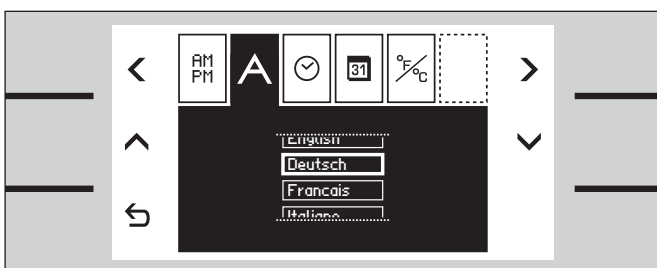 AM
PM
A
31
°F/°C
English
Deutsch
Francais
Italiano